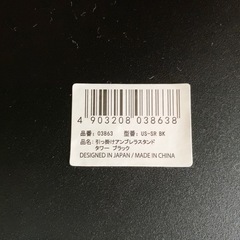 4 903208 038638
品番: 03863 型番: US-SR BK
品名: 引っ掛けアンブレラスタンド
タワー ブラック
DESIGNED IN JAPAN / MADE IN CHINA